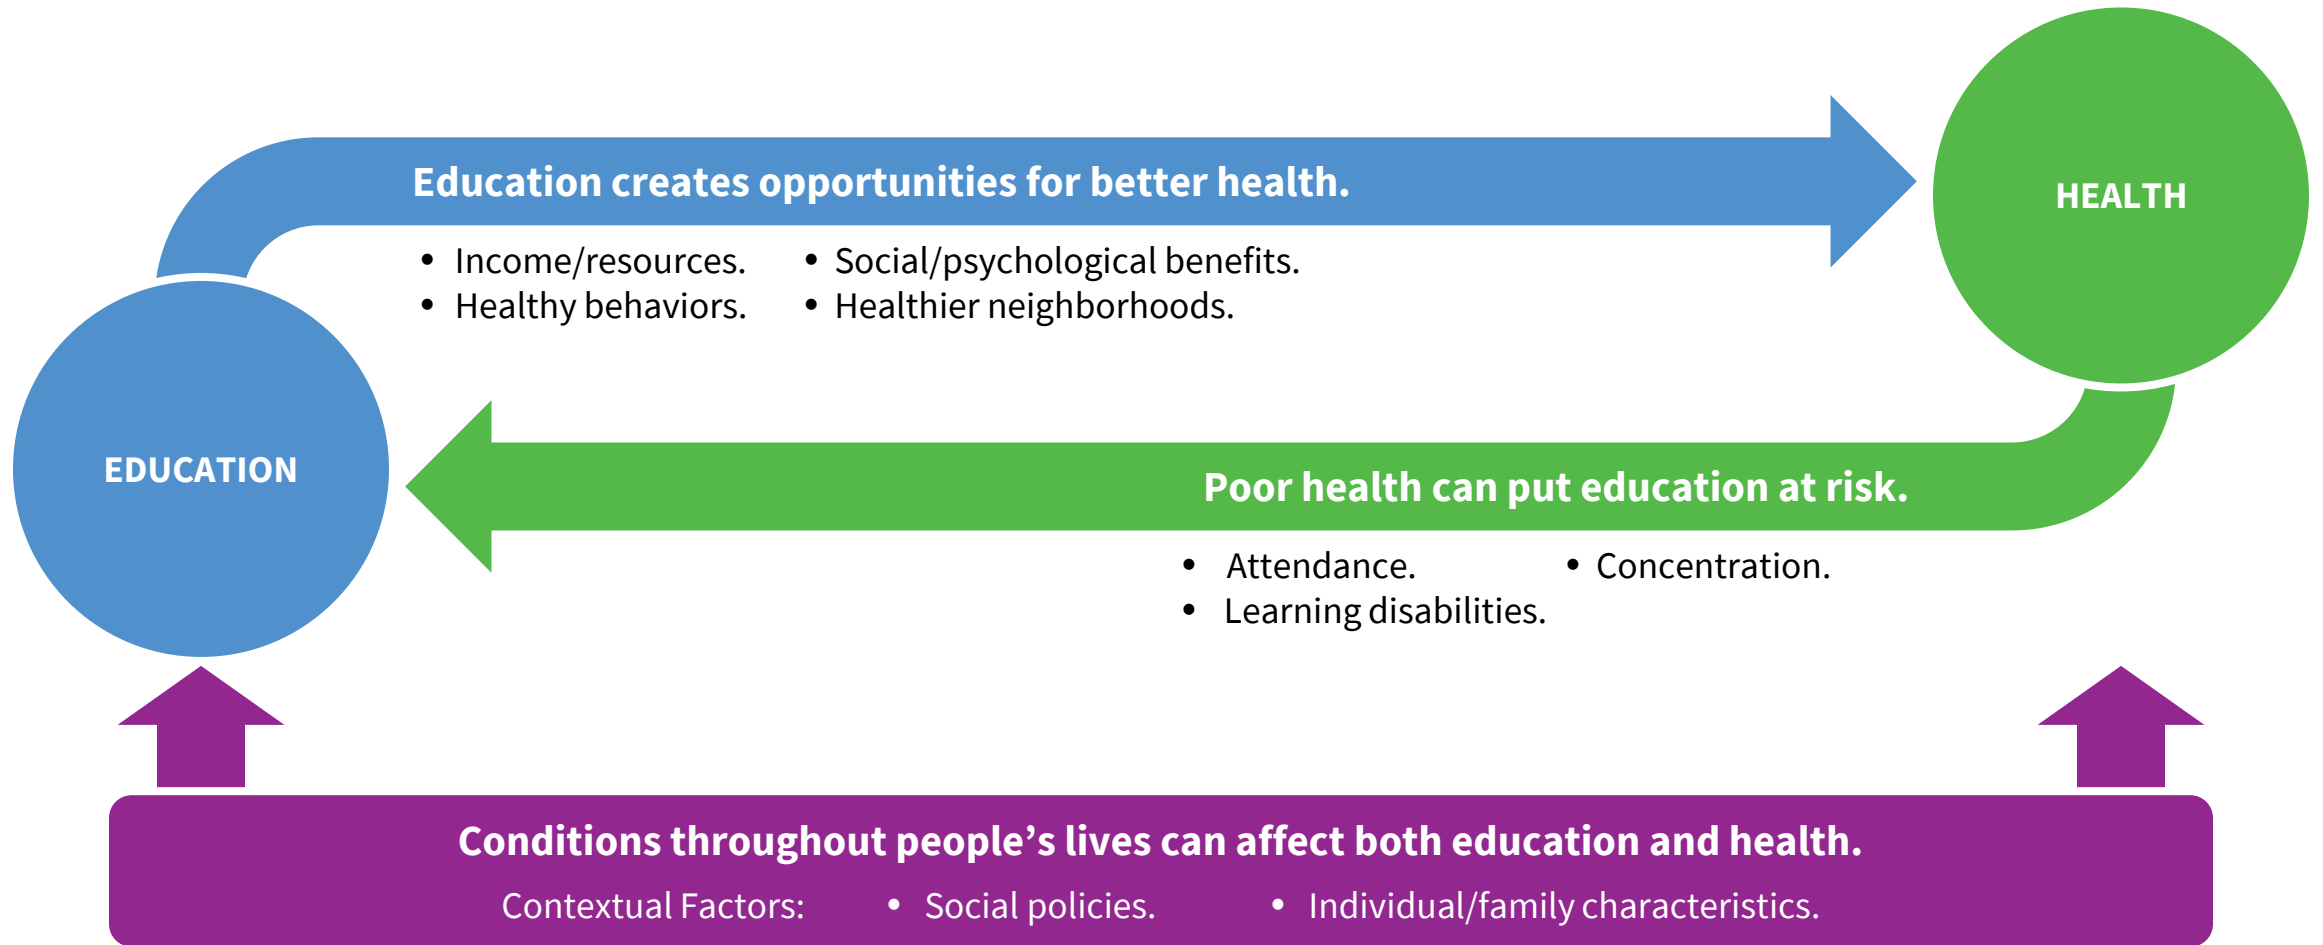 Education creates opportunities for better health.
HEALTH
• Income/resources. • Social/psychological benefits.
• Healthy behaviors. • Healthier neighborhoods.
EDUCATION
Poor health can put education at risk.
• Attendance. • Concentration.
• Learning disabilities.
Conditions throughout people’s lives can affect both education and health.
Contextual Factors: • Social policies. • Individual/family characteristics.